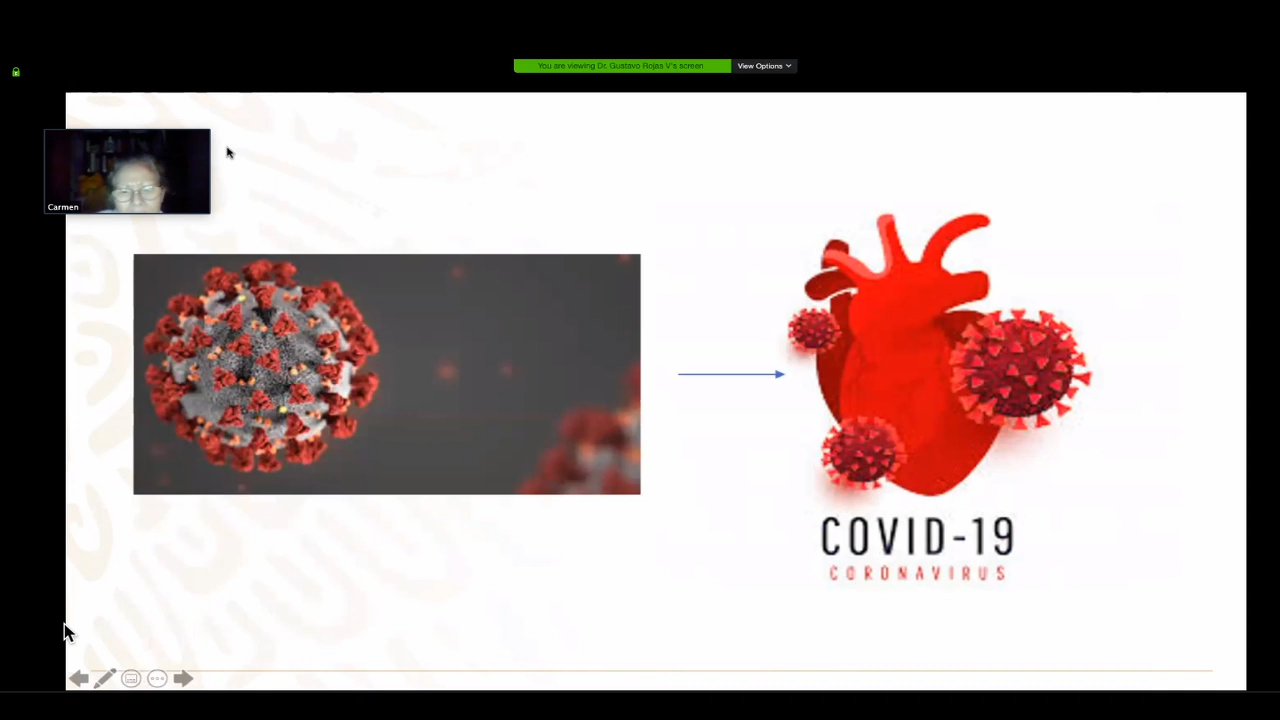 You are viewing Dr. Gustavo Rojas V's screen
View Options
Carmen
COVID-19
CORONAVIRUS